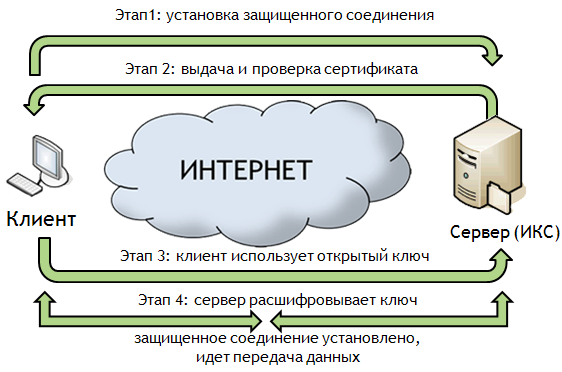 Этап1: установка защищенного соединения
Этап 2: выдача и проверка сертификата
ИНТЕРНЕТ
Клиент
Сервер (ИКС)
Этап 3: клиент использует открытый ключ
Этап 4: сервер расшифровывает ключ
защищенное соединение установлено,
идет передача данных